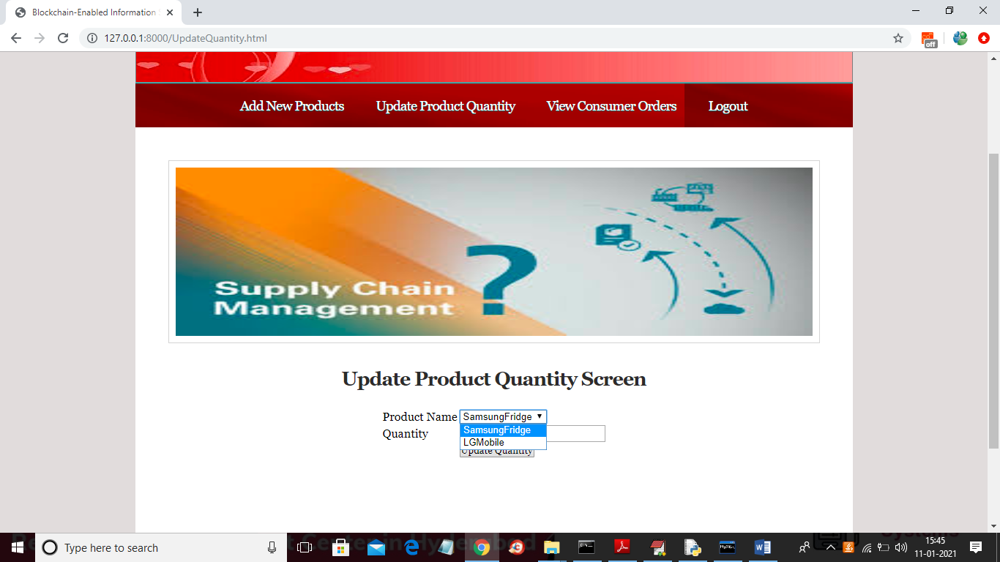 Blockchain-Enabled Information
127.0.0.1:8000/UpdateQuantity.html
off
Add New Products Update Product Quantity View Consumer Orders Logout
Supply Chain
Management
?
Update Product Quantity Screen
Product Name SamsungFridge
SamsungFridge
LGMobile
Quantity
Update Quantity
Type here to search
15:45
11-01-2021